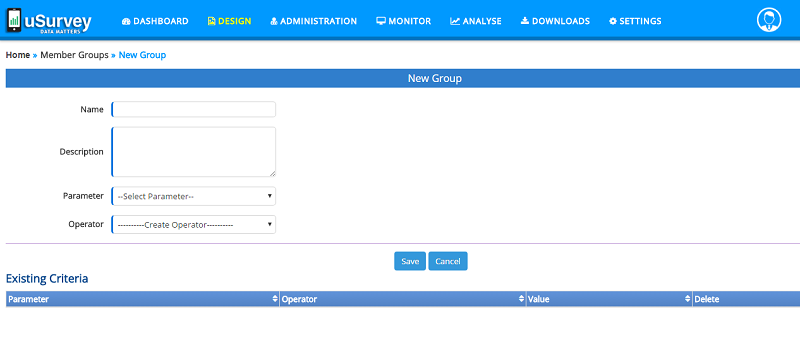 uSurvey
DATA MATTERS
DASHBOARD DESIGN ADMINISTRATION MONITOR ANALYSE DOWNLOADS SETTINGS
Home » Member Groups » New Group
New Group
Name
Description
Parameter --Select Parameter--
Operator ----------Create Operator----------
Save Cancel
Existing Criteria
Parameter Operator Value Delete